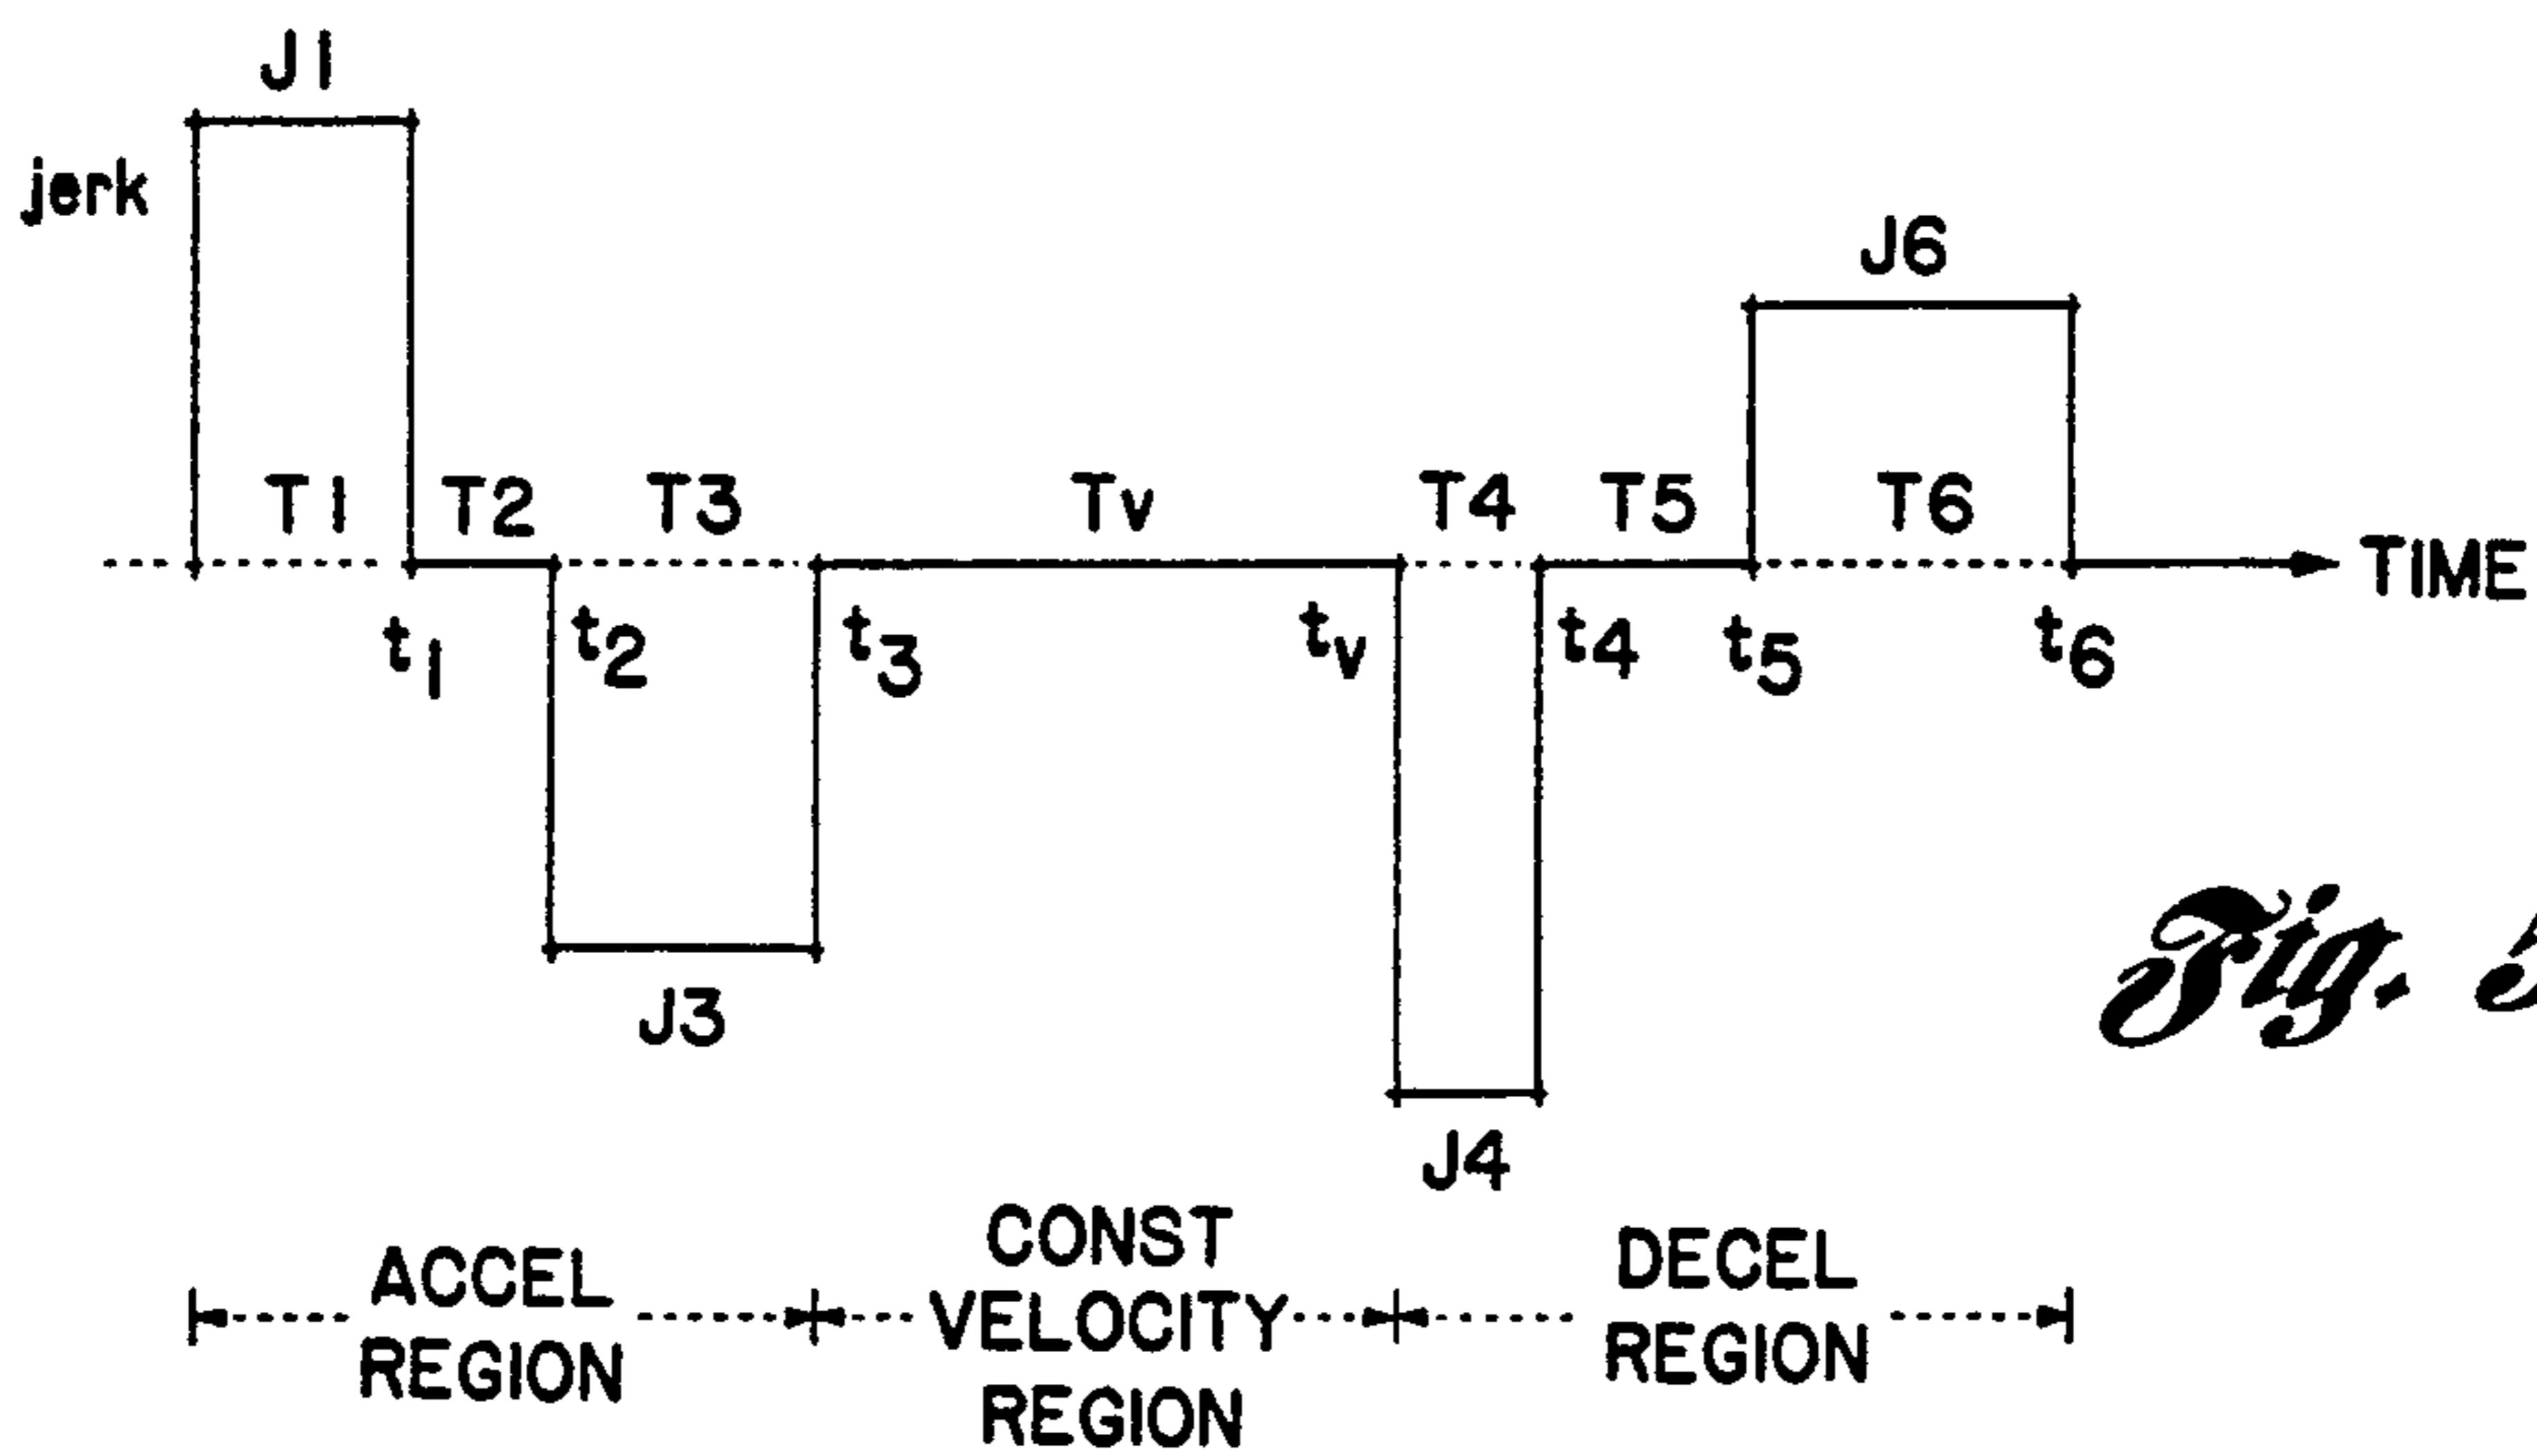 J1
jerk
J6
T1 T2 T3 Tv T4 T5 T6
TIME
t1 t2 t3 tv t4 t5 t6
J3
Fig.
J4
ACCEL
REGION
CONST
VELOCITY
REGION
DECEL
REGION